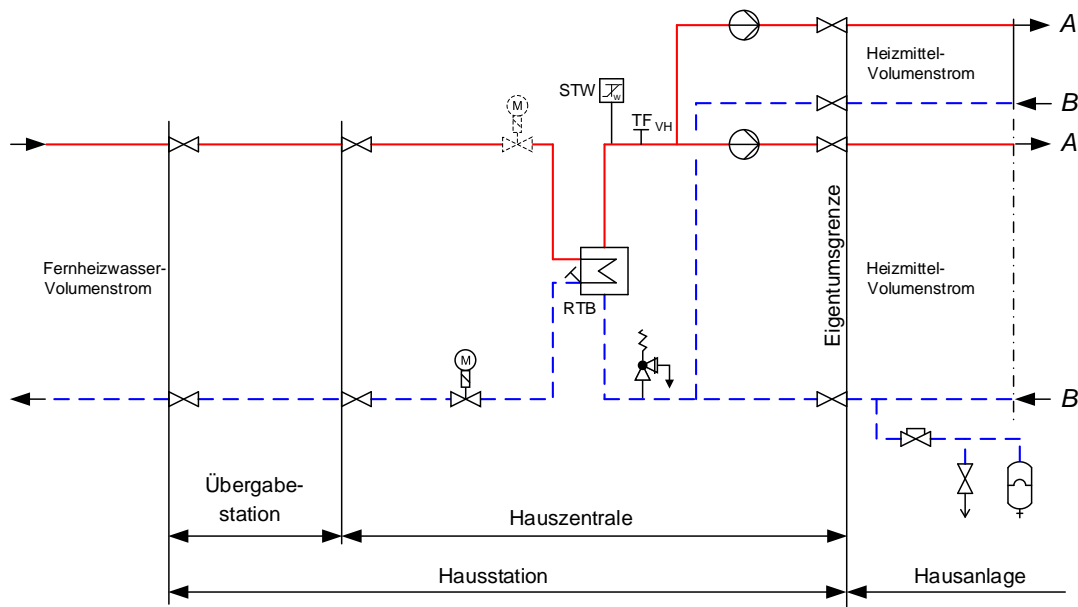 A
Heizmittel-
Volumenstrom
M
STW
W
TF VH
B
A
Fernheizwasser-
Volumenstrom
RTB
Eigentumsgrenze
Heizmittel-
Volumenstrom
M
B
Übergabe-
station
Hauszentrale
Hausstation
Hausanlage